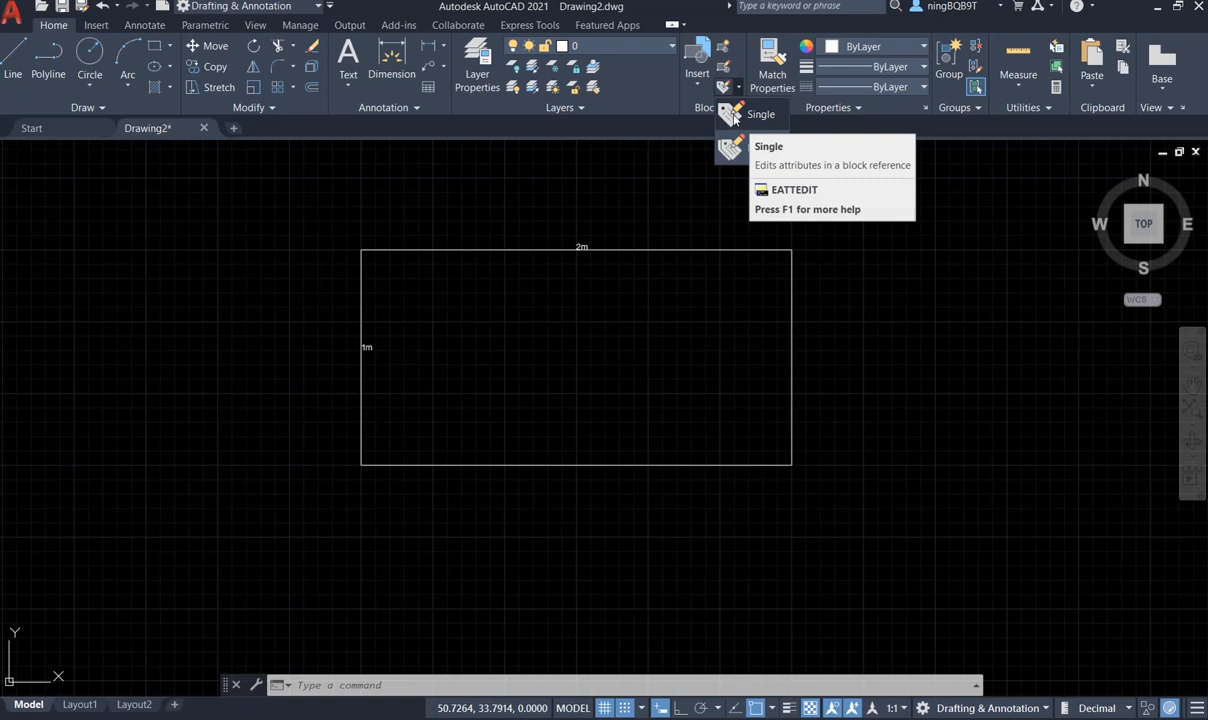 Drafting & Annotation
Autodesk AutoCAD 2021 Drawing2.dwg
Type a keyword or phrase
ningBQB9T
Home Insert Annotate Parametric View Manage Output Add-ins Collaborate Express Tools Featured Apps
Line
Polyline
Circle
Arc
Move
Copy
Stretch
Text
Dimension
Layer
Properties
0
Insert
Match
Properties
ByLayer
ByLayer
ByLayer
Group
Measure
Paste
Base
Draw Modify Annotation Layers Bloc Properties Groups Utilities Clipboard View
Single
Start Drawing2*
Single
Edits attributes in a block reference
EATTEDIT
Press F1 for more help
N
W TOP E
S
WCS
2m
1m
Y
X
Type a command
Model Layout1 Layout2
50.7264, 33.7914, 0.0000 MODEL 1:1 Drafting & Annotation Decimal